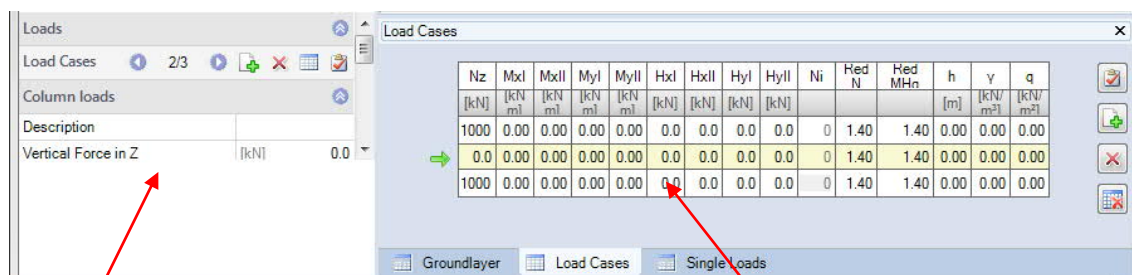 Loads
Load Cases 2/3
Column loads
Description
Vertical Force in Z [kN] 0.0
Load Cases
Nz MxI MxII MyI MyII HxI HxII HyI HyII Ni Red N Red MHα h γ q
[kN] [kN m] [kN m] [kN m] [kN m] [kN] [kN] [kN] [kN] [m] [kN/m³] [kN/m²]
1000 0.00 0.00 0.00 0.00 0.0 0.0 0.0 0.0 0 1.40 1.40 0.00 0.00 0.00
0.0 0.00 0.00 0.00 0.00 0.0 0.0 0.0 0.0 0 1.40 1.40 0.00 0.00 0.00
1000 0.00 0.00 0.00 0.00 0.0 0.0 0.0 0.0 0 1.40 1.40 0.00 0.00 0.00
Groundlayer Load Cases Single Loads